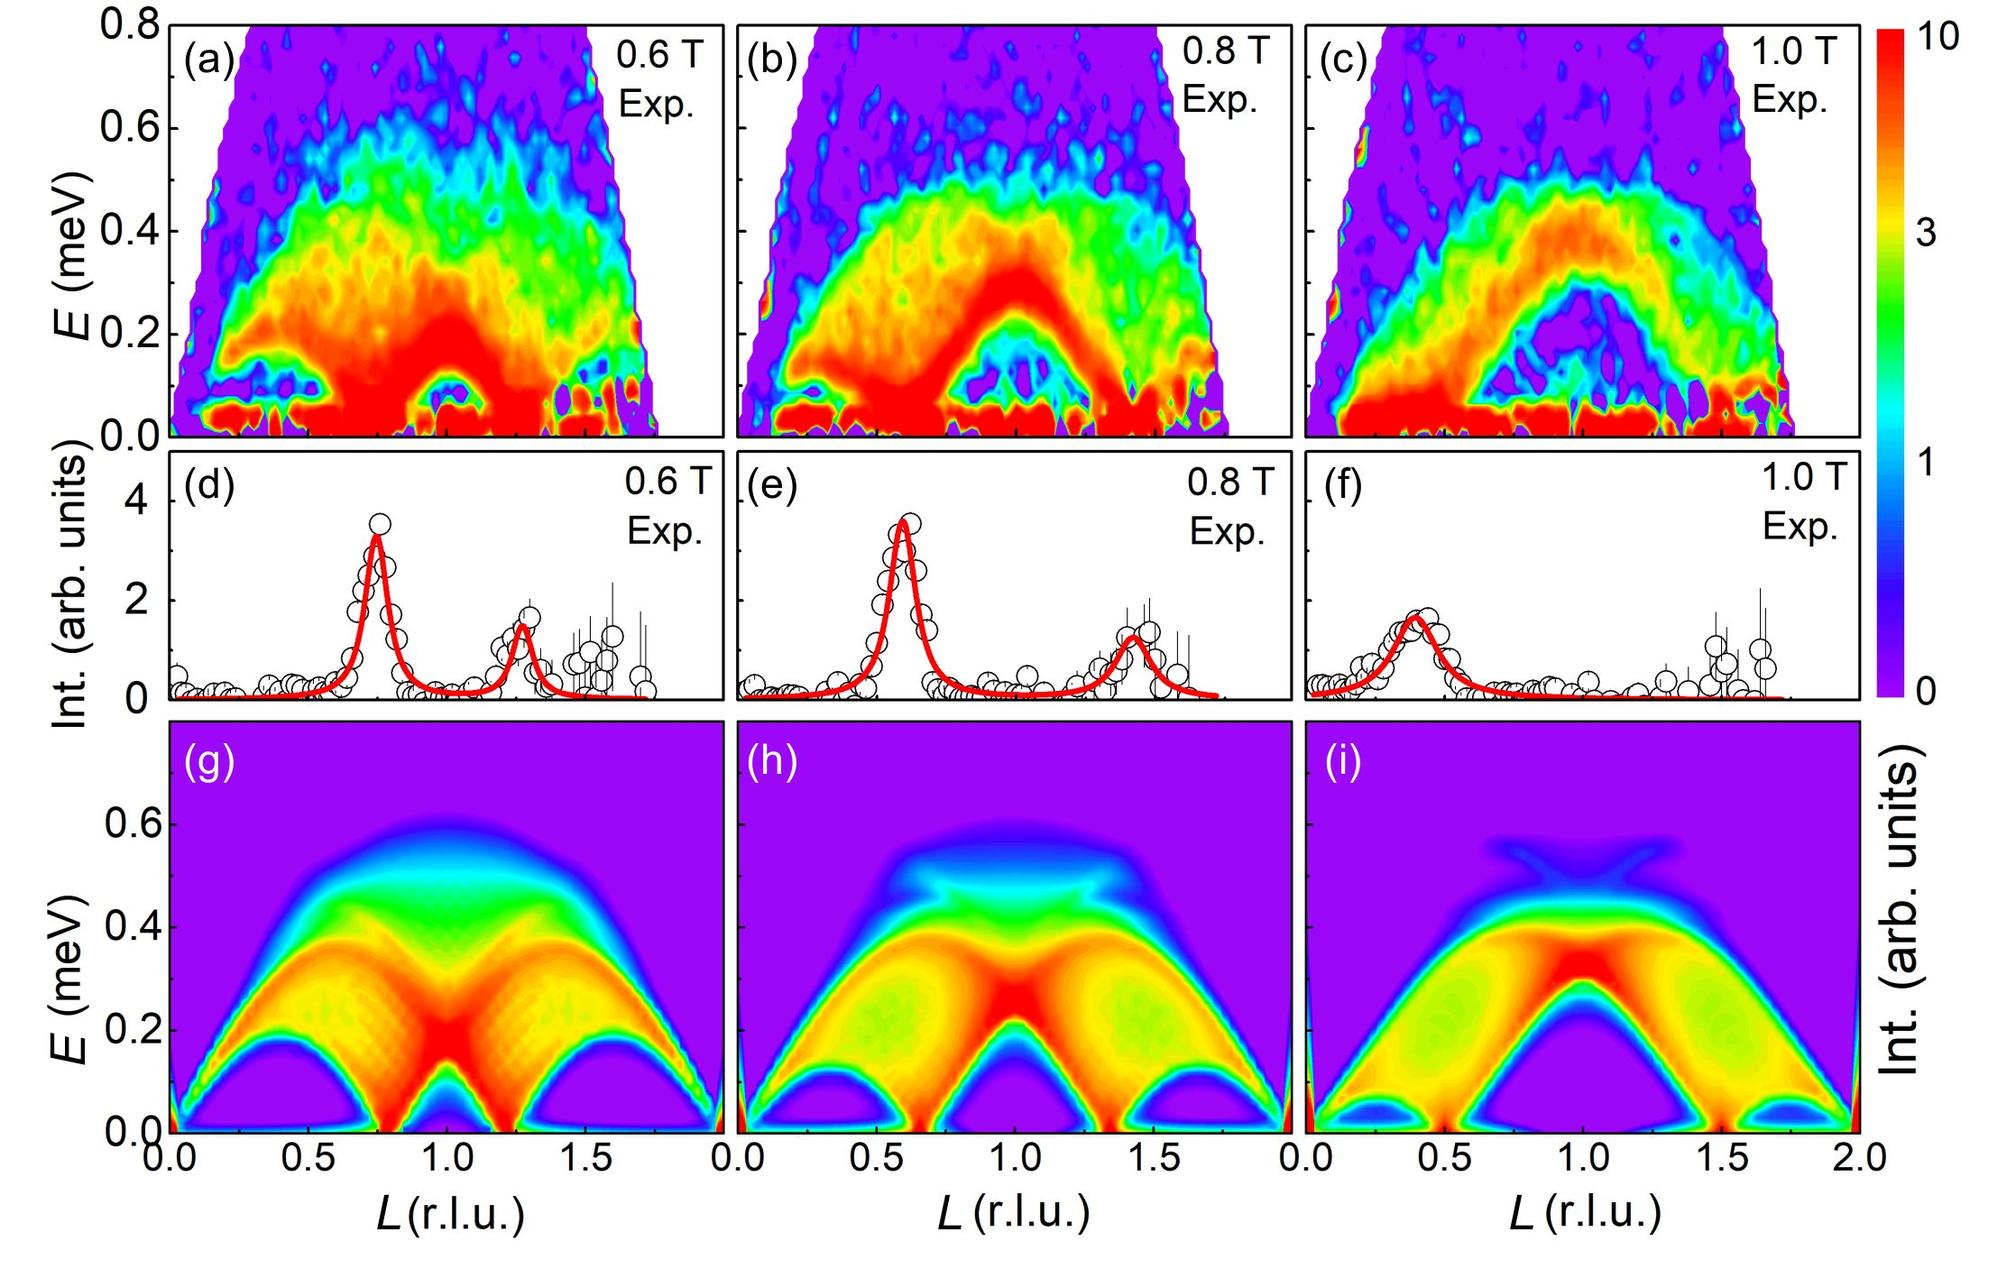 (a) 0.6 T
Exp.
(b) 0.8 T
Exp.
(c) 1.0 T
Exp.
0.8
0.6
0.4
0.2
0.0
E (meV)
10
3
1
0
(d) 0.6 T
Exp.
(e) 0.8 T
Exp.
(f) 1.0 T
Exp.
4
2
0
Int. (arb. units)
(g)
(h)
(i)
0.6
0.4
0.2
0.0
E (meV)
Int. (arb. units)
0.0 0.5 1.0 1.5 0.0 0.5 1.0 1.5 0.0 0.5 1.0 1.5 2.0
L (r.l.u.) L (r.l.u.) L (r.l.u.)